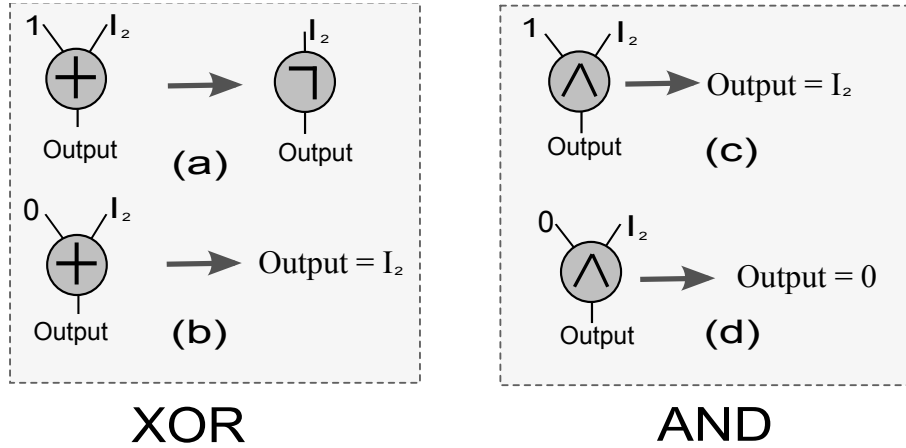 1 I₂
+
Output
I₂
¬
Output
(a)
0 I₂
+
Output
Output = I₂
(b)
XOR
1 I₂
∧
Output
Output = I₂
(c)
0 I₂
∧
Output
Output = 0
(d)
AND